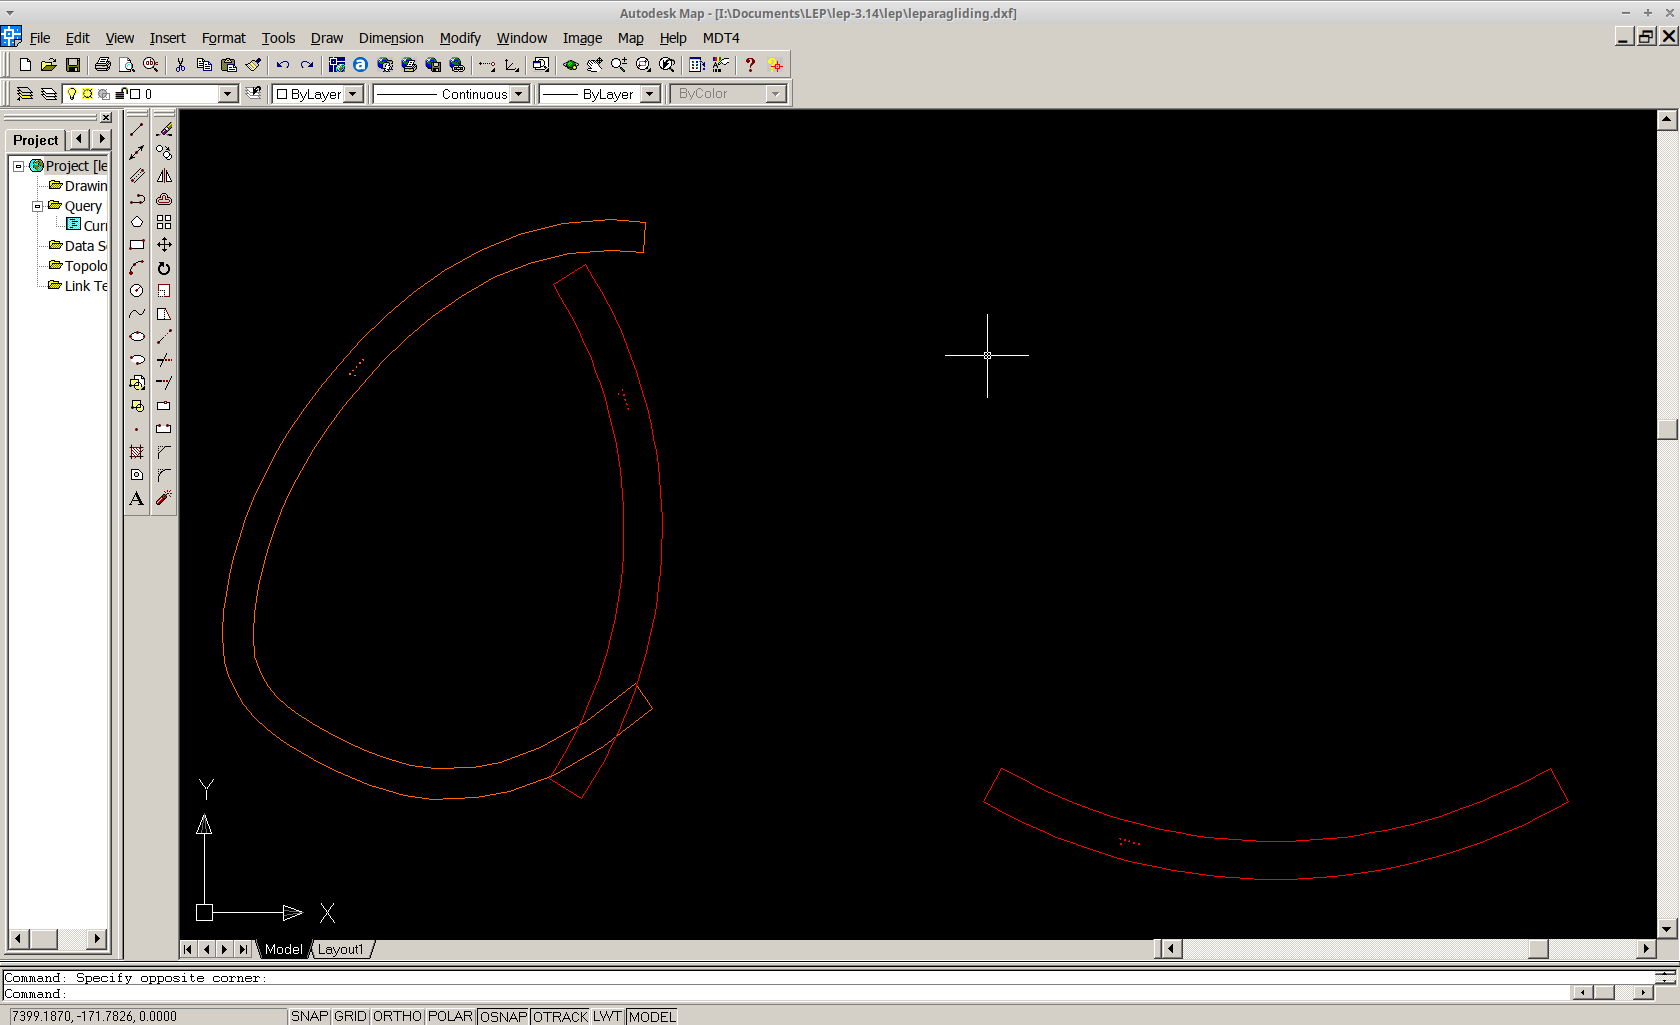 Autodesk Map - [I:\Documents\LEP\lep-3.14\lep\leparagliding.dxf]
File Edit View Insert Format Tools Draw Dimension Modify Window Image Map Help MDT4
0 ByLayer Continuous ByLayer ByColor
Project
Project [le
Drawin
Query
Curr
Data S
Topolo
Link Te
A
Y
X
Model Layout1
Command: Specify opposite corner:
Command:
7399.1870, -171.7826, 0.0000 SNAP GRID ORTHO POLAR OSNAP OTRACK LWT MODEL